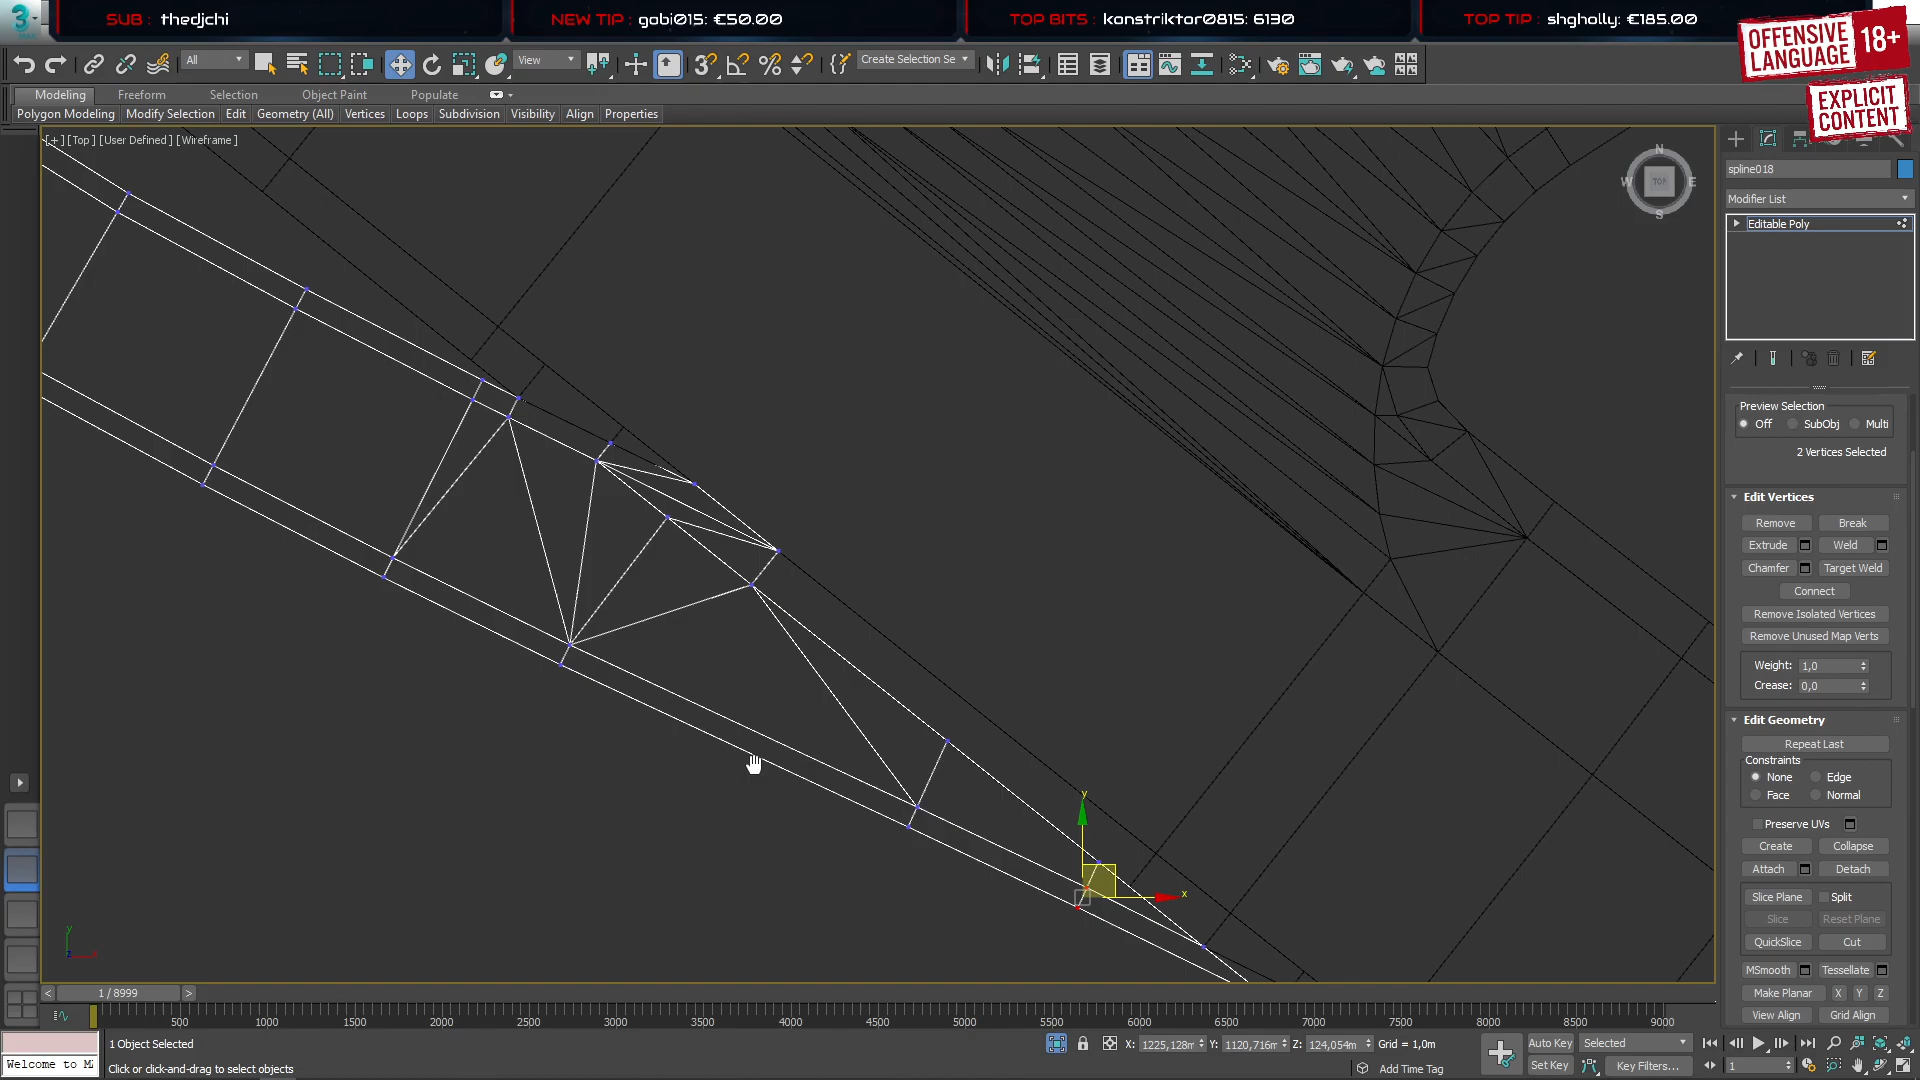 SUB : thedjchi
NEW TIP : gobi015: €50.00
TOP BITS : konstriktor0815: 6130
TOP TIP : shgholly: €185.00
OFFENSIVE
LANGUAGE 18+
EXPLICIT
CONTENT
3
All
View
Create Selection Se
Modeling Freeform Selection Object Paint Populate
Polygon Modeling Modify Selection Edit Geometry (All) Vertices Loops Subdivision Visibility Align Properties
[+] [Top] [User Defined] [Wireframe]
N
W TOP E
S
spline018
Modifier List
Editable Poly
Preview Selection
Off SubObj Multi
2 Vertices Selected
Edit Vertices
Remove Break
Extrude Weld
Chamfer Target Weld
Connect
Remove Isolated Vertices
Remove Unused Map Verts
Weight: 1,0
Crease: 0,0
Edit Geometry
Repeat Last
Constraints
None Edge
Face Normal
Preserve UVs
Create Collapse
Attach Detach
Slice Plane Split
Slice Reset Plane
QuickSlice Cut
MSmooth Tessellate
Make Planar X Y Z
View Align Grid Align
y
x
y
< 1 / 8999 >
500 1000 1500 2000 2500 3000 3500 4000 4500 5000 5500 6000 6500 7000 7500 8000 8500 9000
1 Object Selected
X: 1225,128m Y: 1120,716m Z: 124,054m Grid = 1,0m
Auto Key Selected
Welcome to M
Click or click-and-drag to select objects
Add Time Tag
Set Key Key Filters...
1